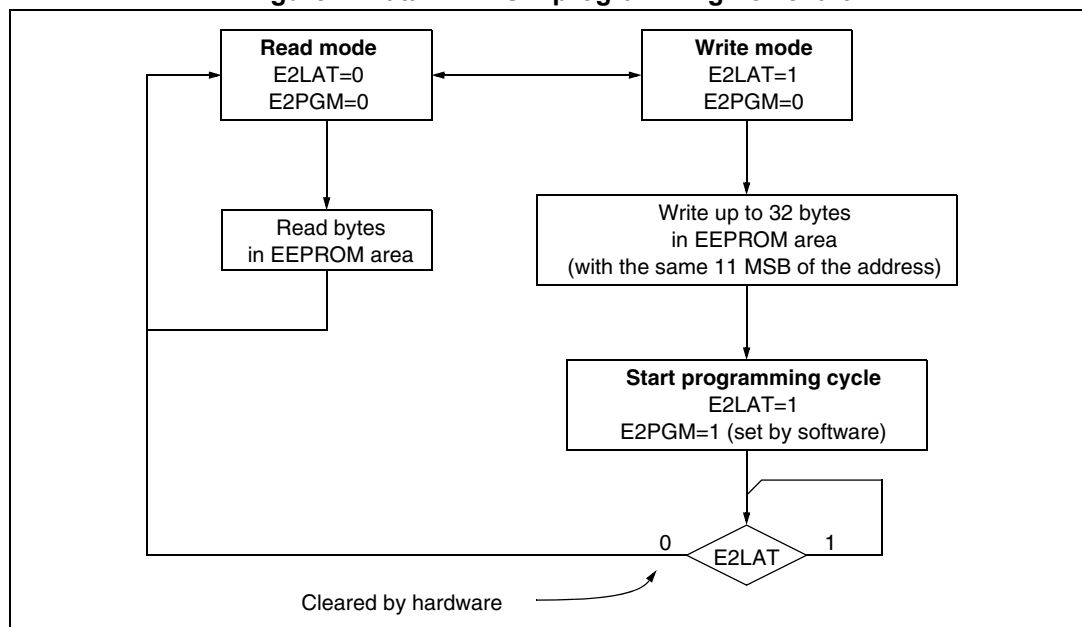 Read mode
E2LAT=0
E2PGM=0
Write mode
E2LAT=1
E2PGM=0
Read bytes
in EEPROM area
Write up to 32 bytes
in EEPROM area
(with the same 11 MSB of the address)
Start programming cycle
E2LAT=1
E2PGM=1 (set by software)
0
E2LAT
1
Cleared by hardware